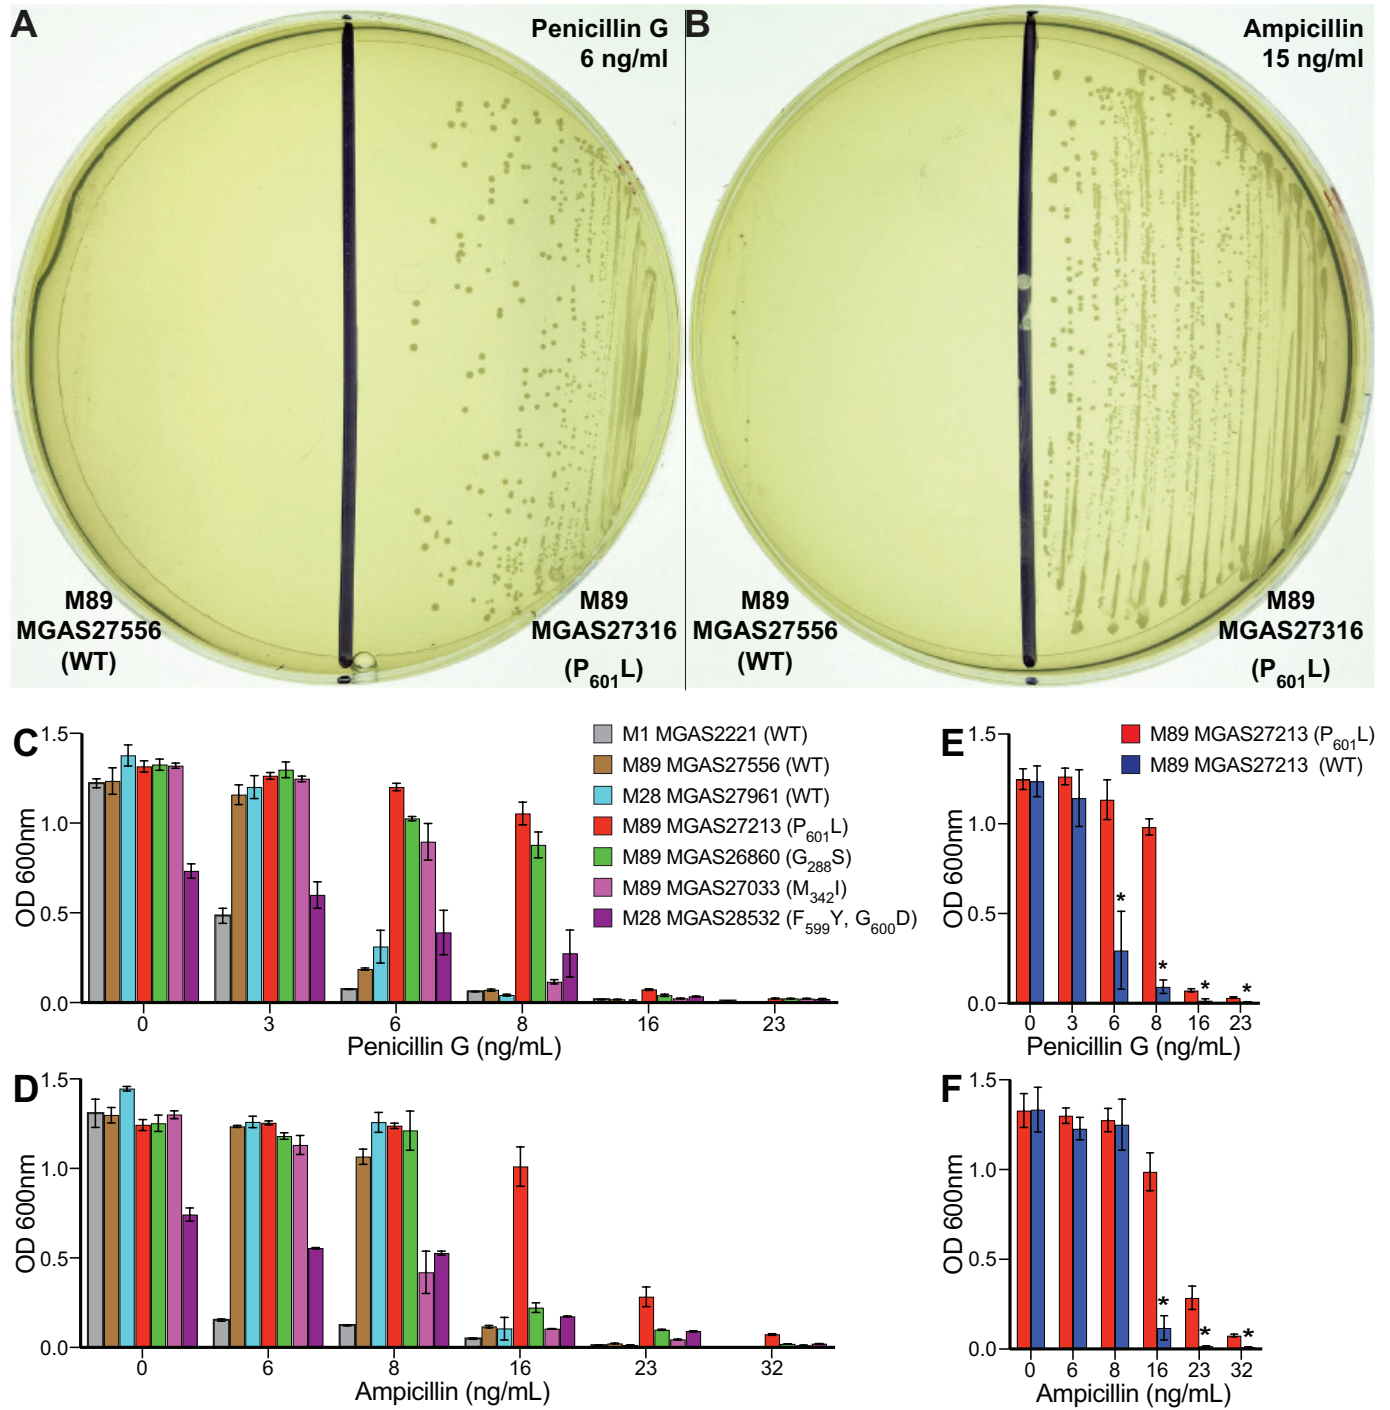 A
Penicillin G
6 ng/ml
M89
MGAS27556
(WT)
M89
MGAS27316
(P601L)
B
Ampicillin
15 ng/ml
M89
MGAS27556
(WT)
M89
MGAS27316
(P601L)
C
1.5
1.0
0.5
0.0
OD 600nm
0 3 6 8 16 23
Penicillin G (ng/mL)
M1 MGAS2221 (WT)
M89 MGAS27556 (WT)
M28 MGAS27961 (WT)
M89 MGAS27213 (P601L)
M89 MGAS26860 (G288S)
M89 MGAS27033 (M342I)
M28 MGAS28532 (F599Y, G600D)
E
1.5
1.0
0.5
0.0
OD 600nm
M89 MGAS27213 (P601L)
M89 MGAS27213 (WT)
* * * *
0 3 6 8 16 23
Penicillin G (ng/mL)
D
1.5
1.0
0.5
0.0
OD 600nm
0 6 8 16 23 32
Ampicillin (ng/mL)
F
1.5
1.0
0.5
0.0
OD 600nm
* * *
0 6 8 16 23 32
Ampicillin (ng/mL)